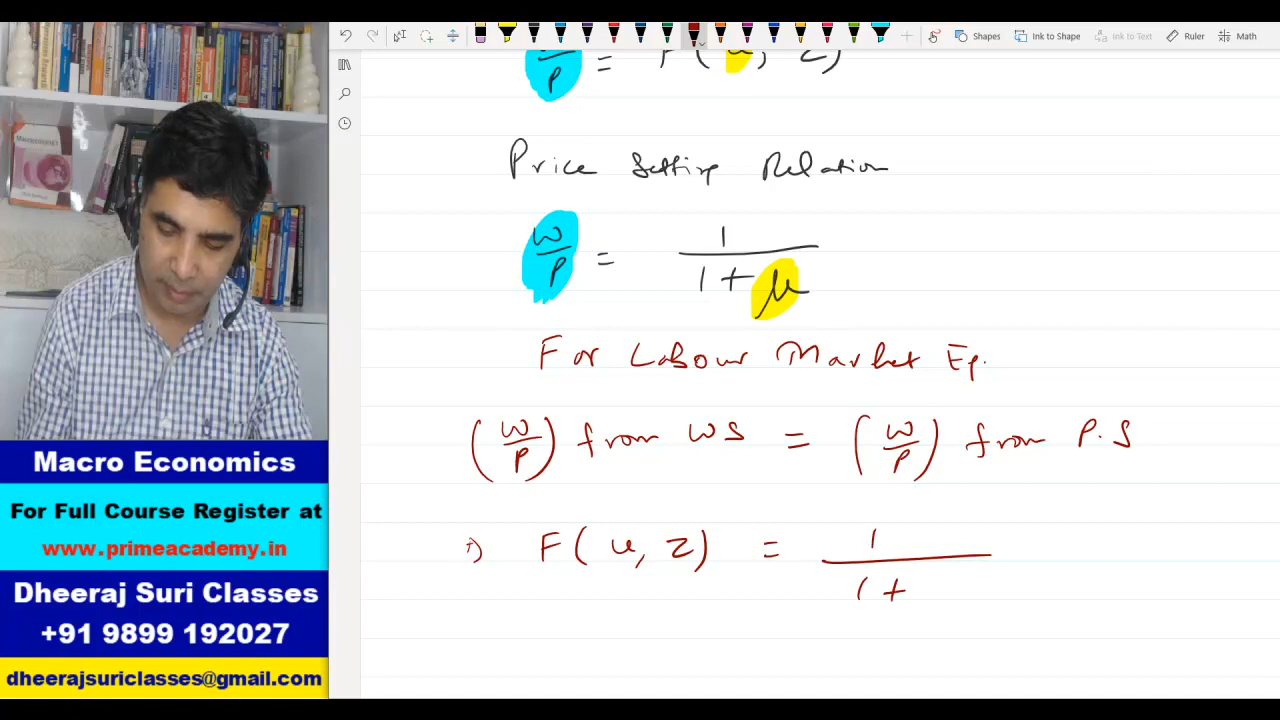 Shapes Ink to Shape Ink to Text Ruler Math
W/P = F(u, z)
Price Setting Relation
W/P = 1/(1 + μ)
For Labour Market Eq.
(W/P) from WS = (W/P) from P.S
⇒ F(u, z) = 1/(1 +
Macro Economics
For Full Course Register at
www.primeacademy.in
Dheeraj Suri Classes
+91 9899 192027
dheerajsuriclasses@gmail.com